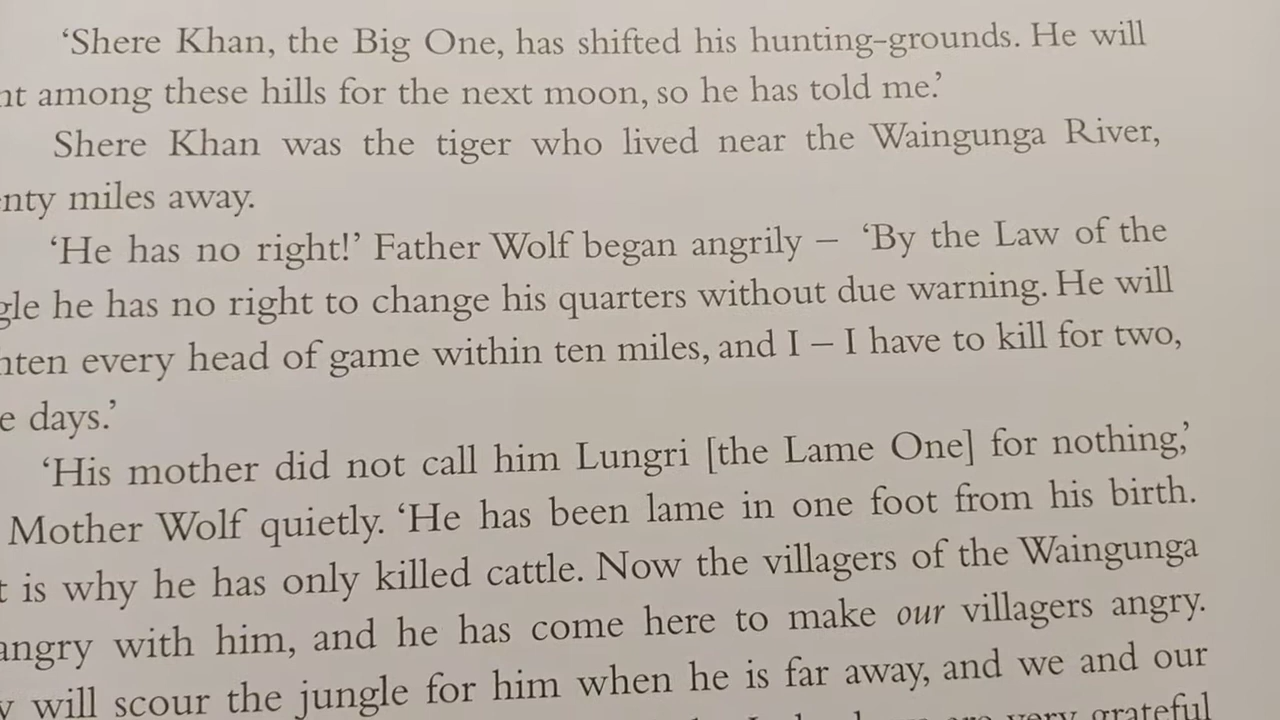 ‘Shere Khan, the Big One, has shifted his hunting-grounds. He will
nt among these hills for the next moon, so he has told me.’
Shere Khan was the tiger who lived near the Waingunga River,
enty miles away.
‘He has no right!’ Father Wolf began angrily – ‘By the Law of the
gle he has no right to change his quarters without due warning. He will
hten every head of game within ten miles, and I – I have to kill for two,
e days.’
‘His mother did not call him Lungri [the Lame One] for nothing,’
Mother Wolf quietly. ‘He has been lame in one foot from his birth.
t is why he has only killed cattle. Now the villagers of the Waingunga
angry with him, and he has come here to make our villagers angry.
y will scour the jungle for him when he is far away, and we and our
very grateful